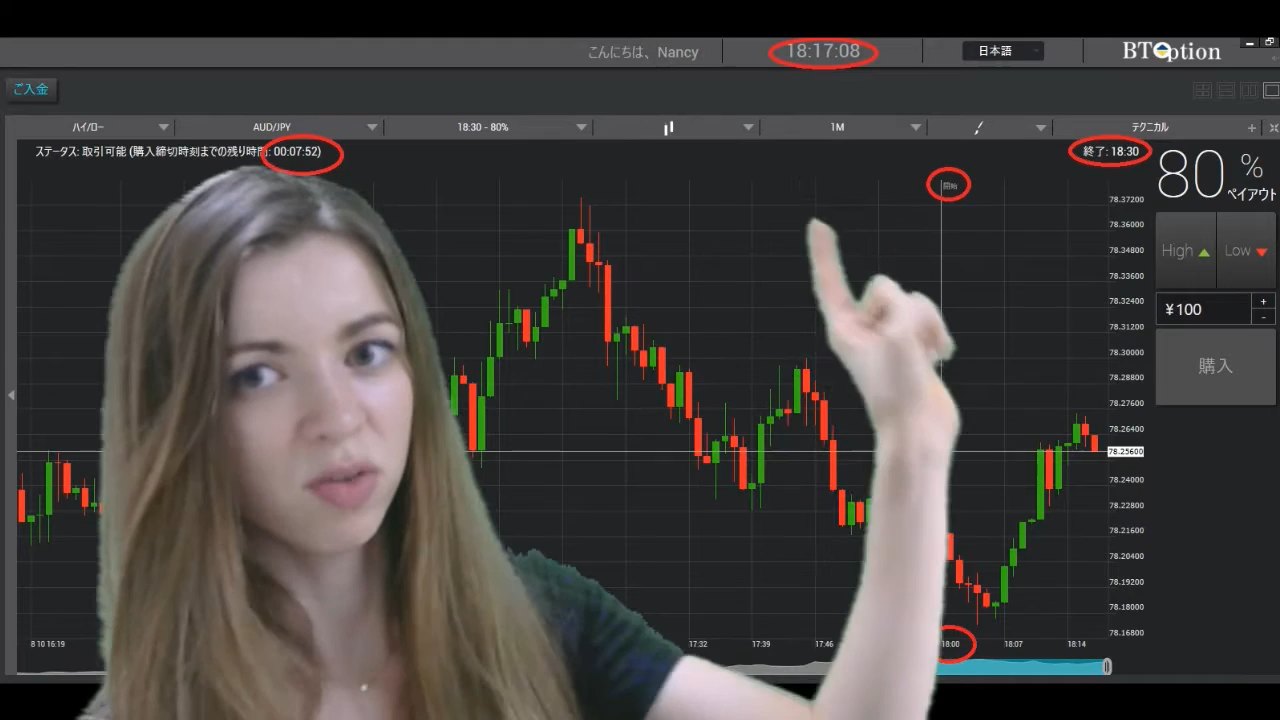 こんにちは、Nancy
18:17:08
日本語
BTOption
ご入金
ハイ/ロー
AUD/JPY
18:30 - 80%
1M
テクニカル
ステータス: 取引可能 (購入締切時刻までの残り時間: 00:07:52)
終了: 18:30
80 %
ペイアウト
開始
High
Low
¥100
+
-
購入
78.37200
78.36000
78.34800
78.33600
78.32400
78.31200
78.30000
78.28800
78.27600
78.26400
78.25600
78.24000
78.22800
78.21600
78.20400
78.19200
78.18000
78.16800
8 10 16:19
17:32
17:39
17:46
18:00
18:07
18:14